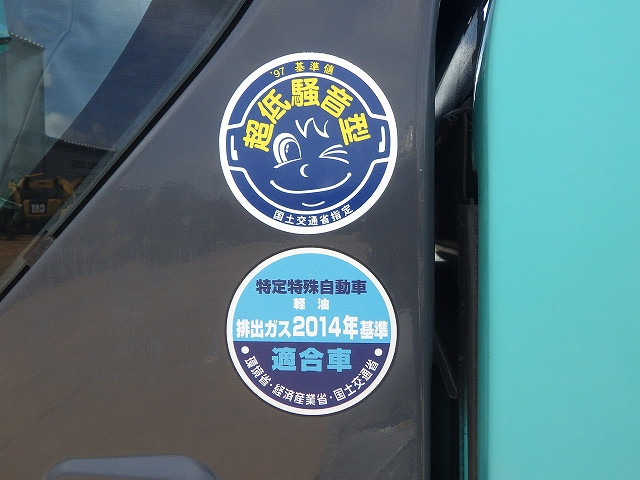 '97 基準値
超低騒音型
国土交通省指定
特定特殊自動車
軽油
排出ガス2014年基準
適合車
・環境省・経済産業省・国土交通省・